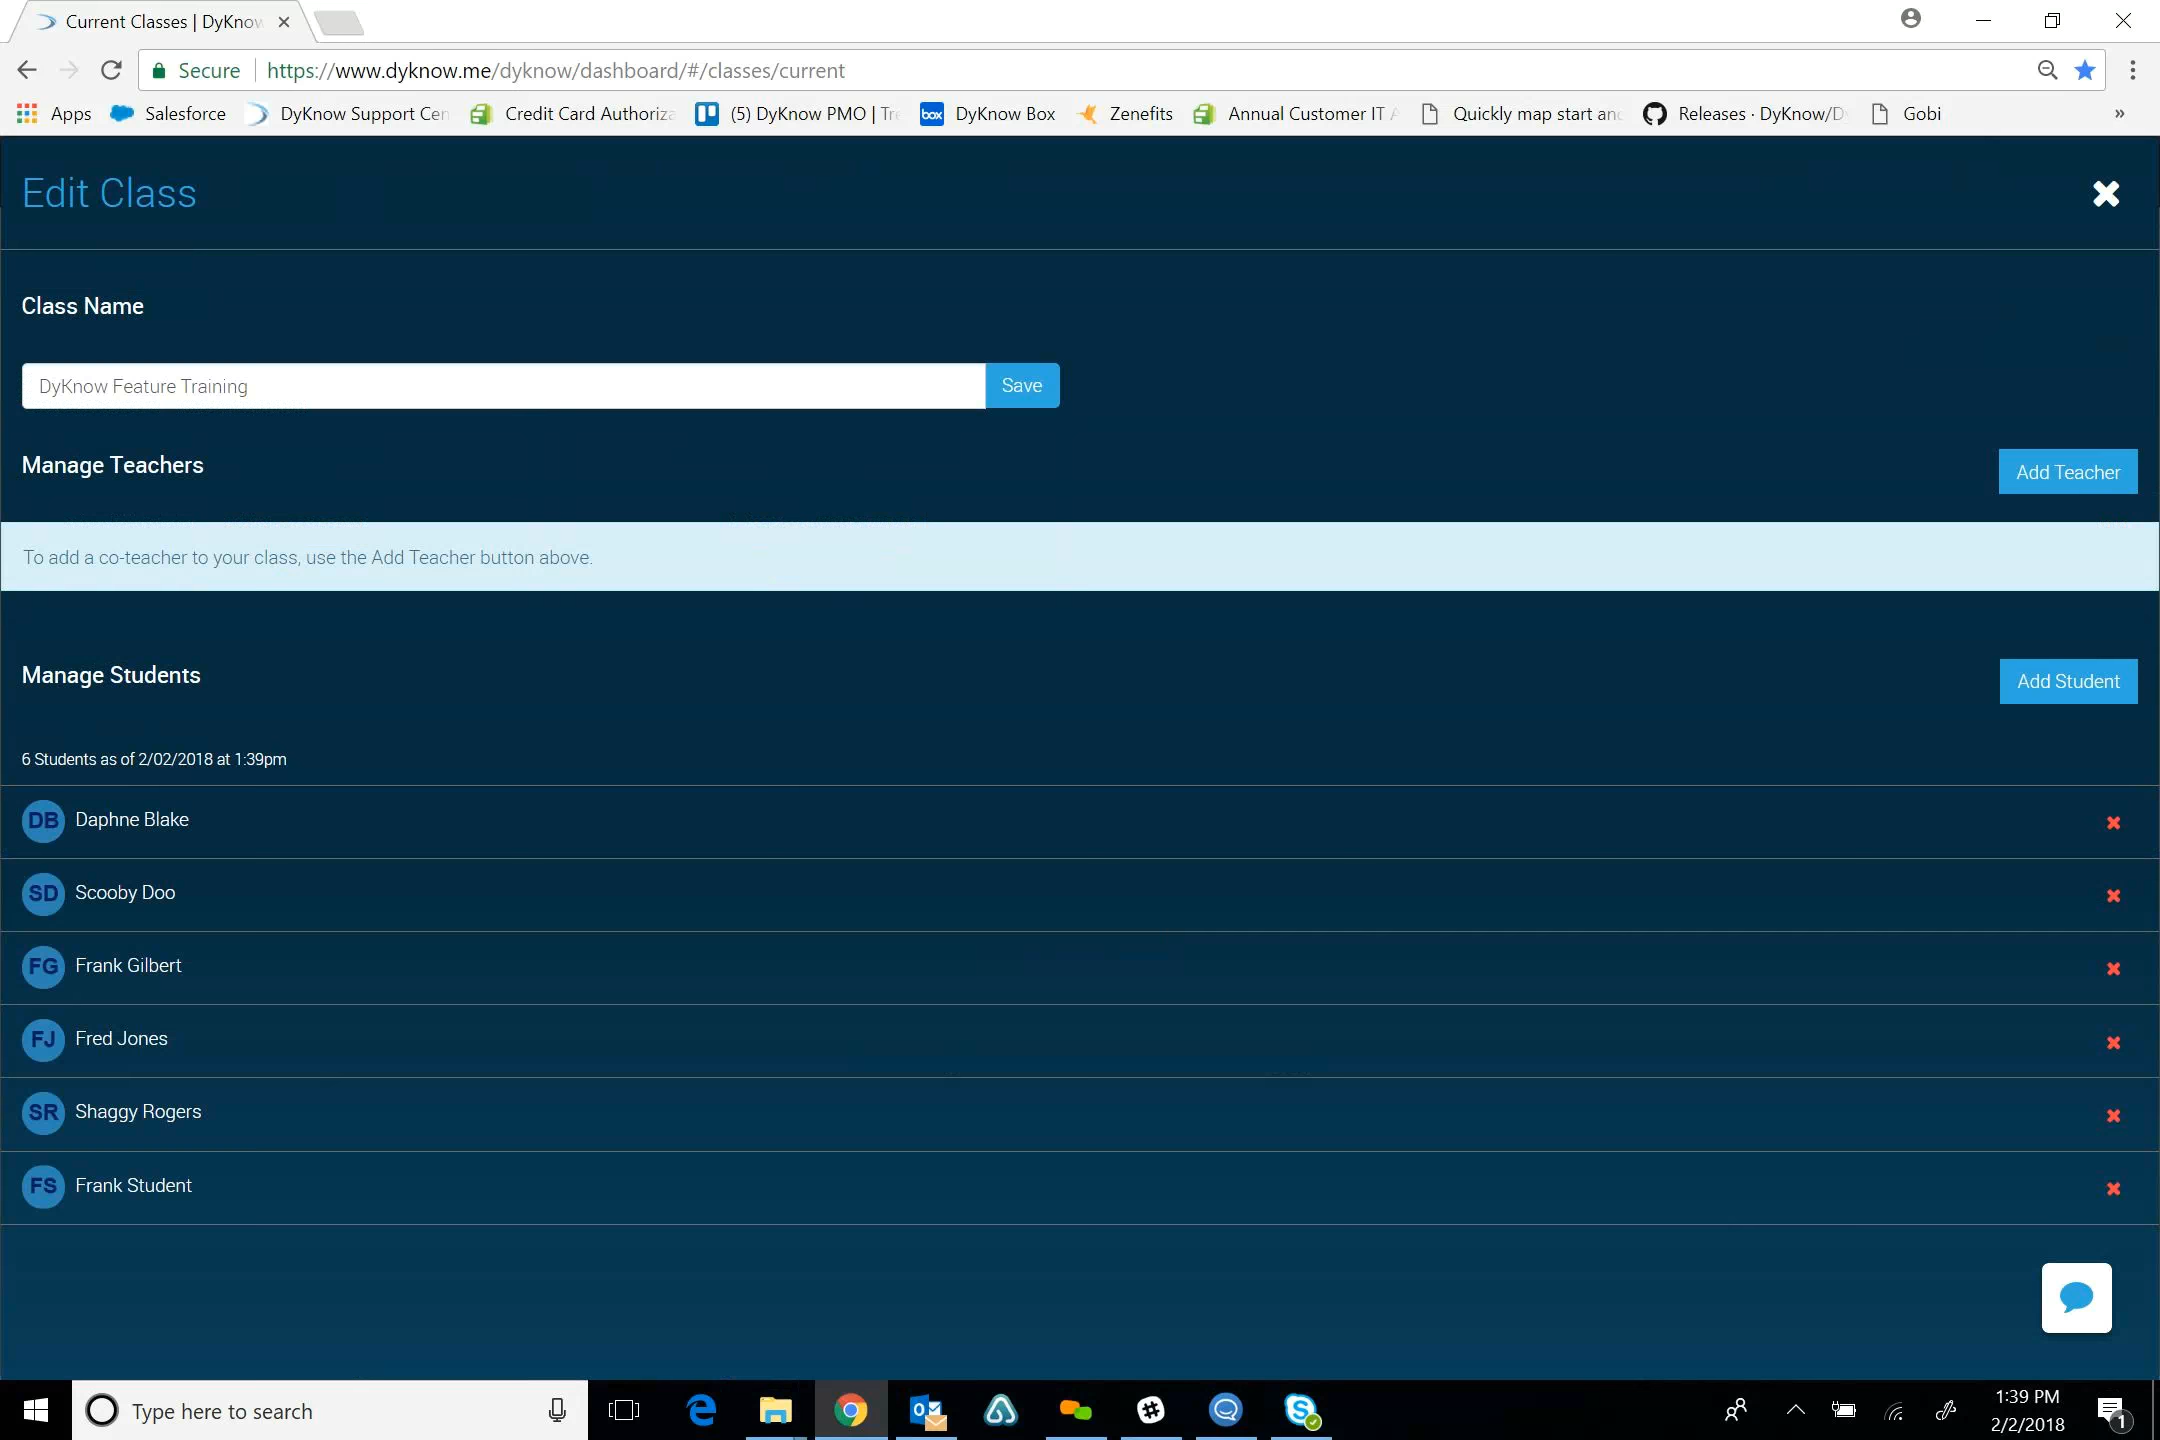 Current Classes | DyKnow
Secure https://www.dyknow.me/dyknow/dashboard/#/classes/current
Apps Salesforce DyKnow Support Cen Credit Card Authoriza (5) DyKnow PMO | Tre box DyKnow Box Zenefits Annual Customer IT A Quickly map start and Releases · DyKnow/D Gobi »
Edit Class
Class Name
DyKnow Feature Training Save
Manage Teachers Add Teacher
To add a co-teacher to your class, use the Add Teacher button above.
Manage Students Add Student
6 Students as of 2/02/2018 at 1:39pm
DB Daphne Blake
SD Scooby Doo
FG Frank Gilbert
FJ Fred Jones
SR Shaggy Rogers
FS Frank Student
Type here to search
1:39 PM
2/2/2018
1